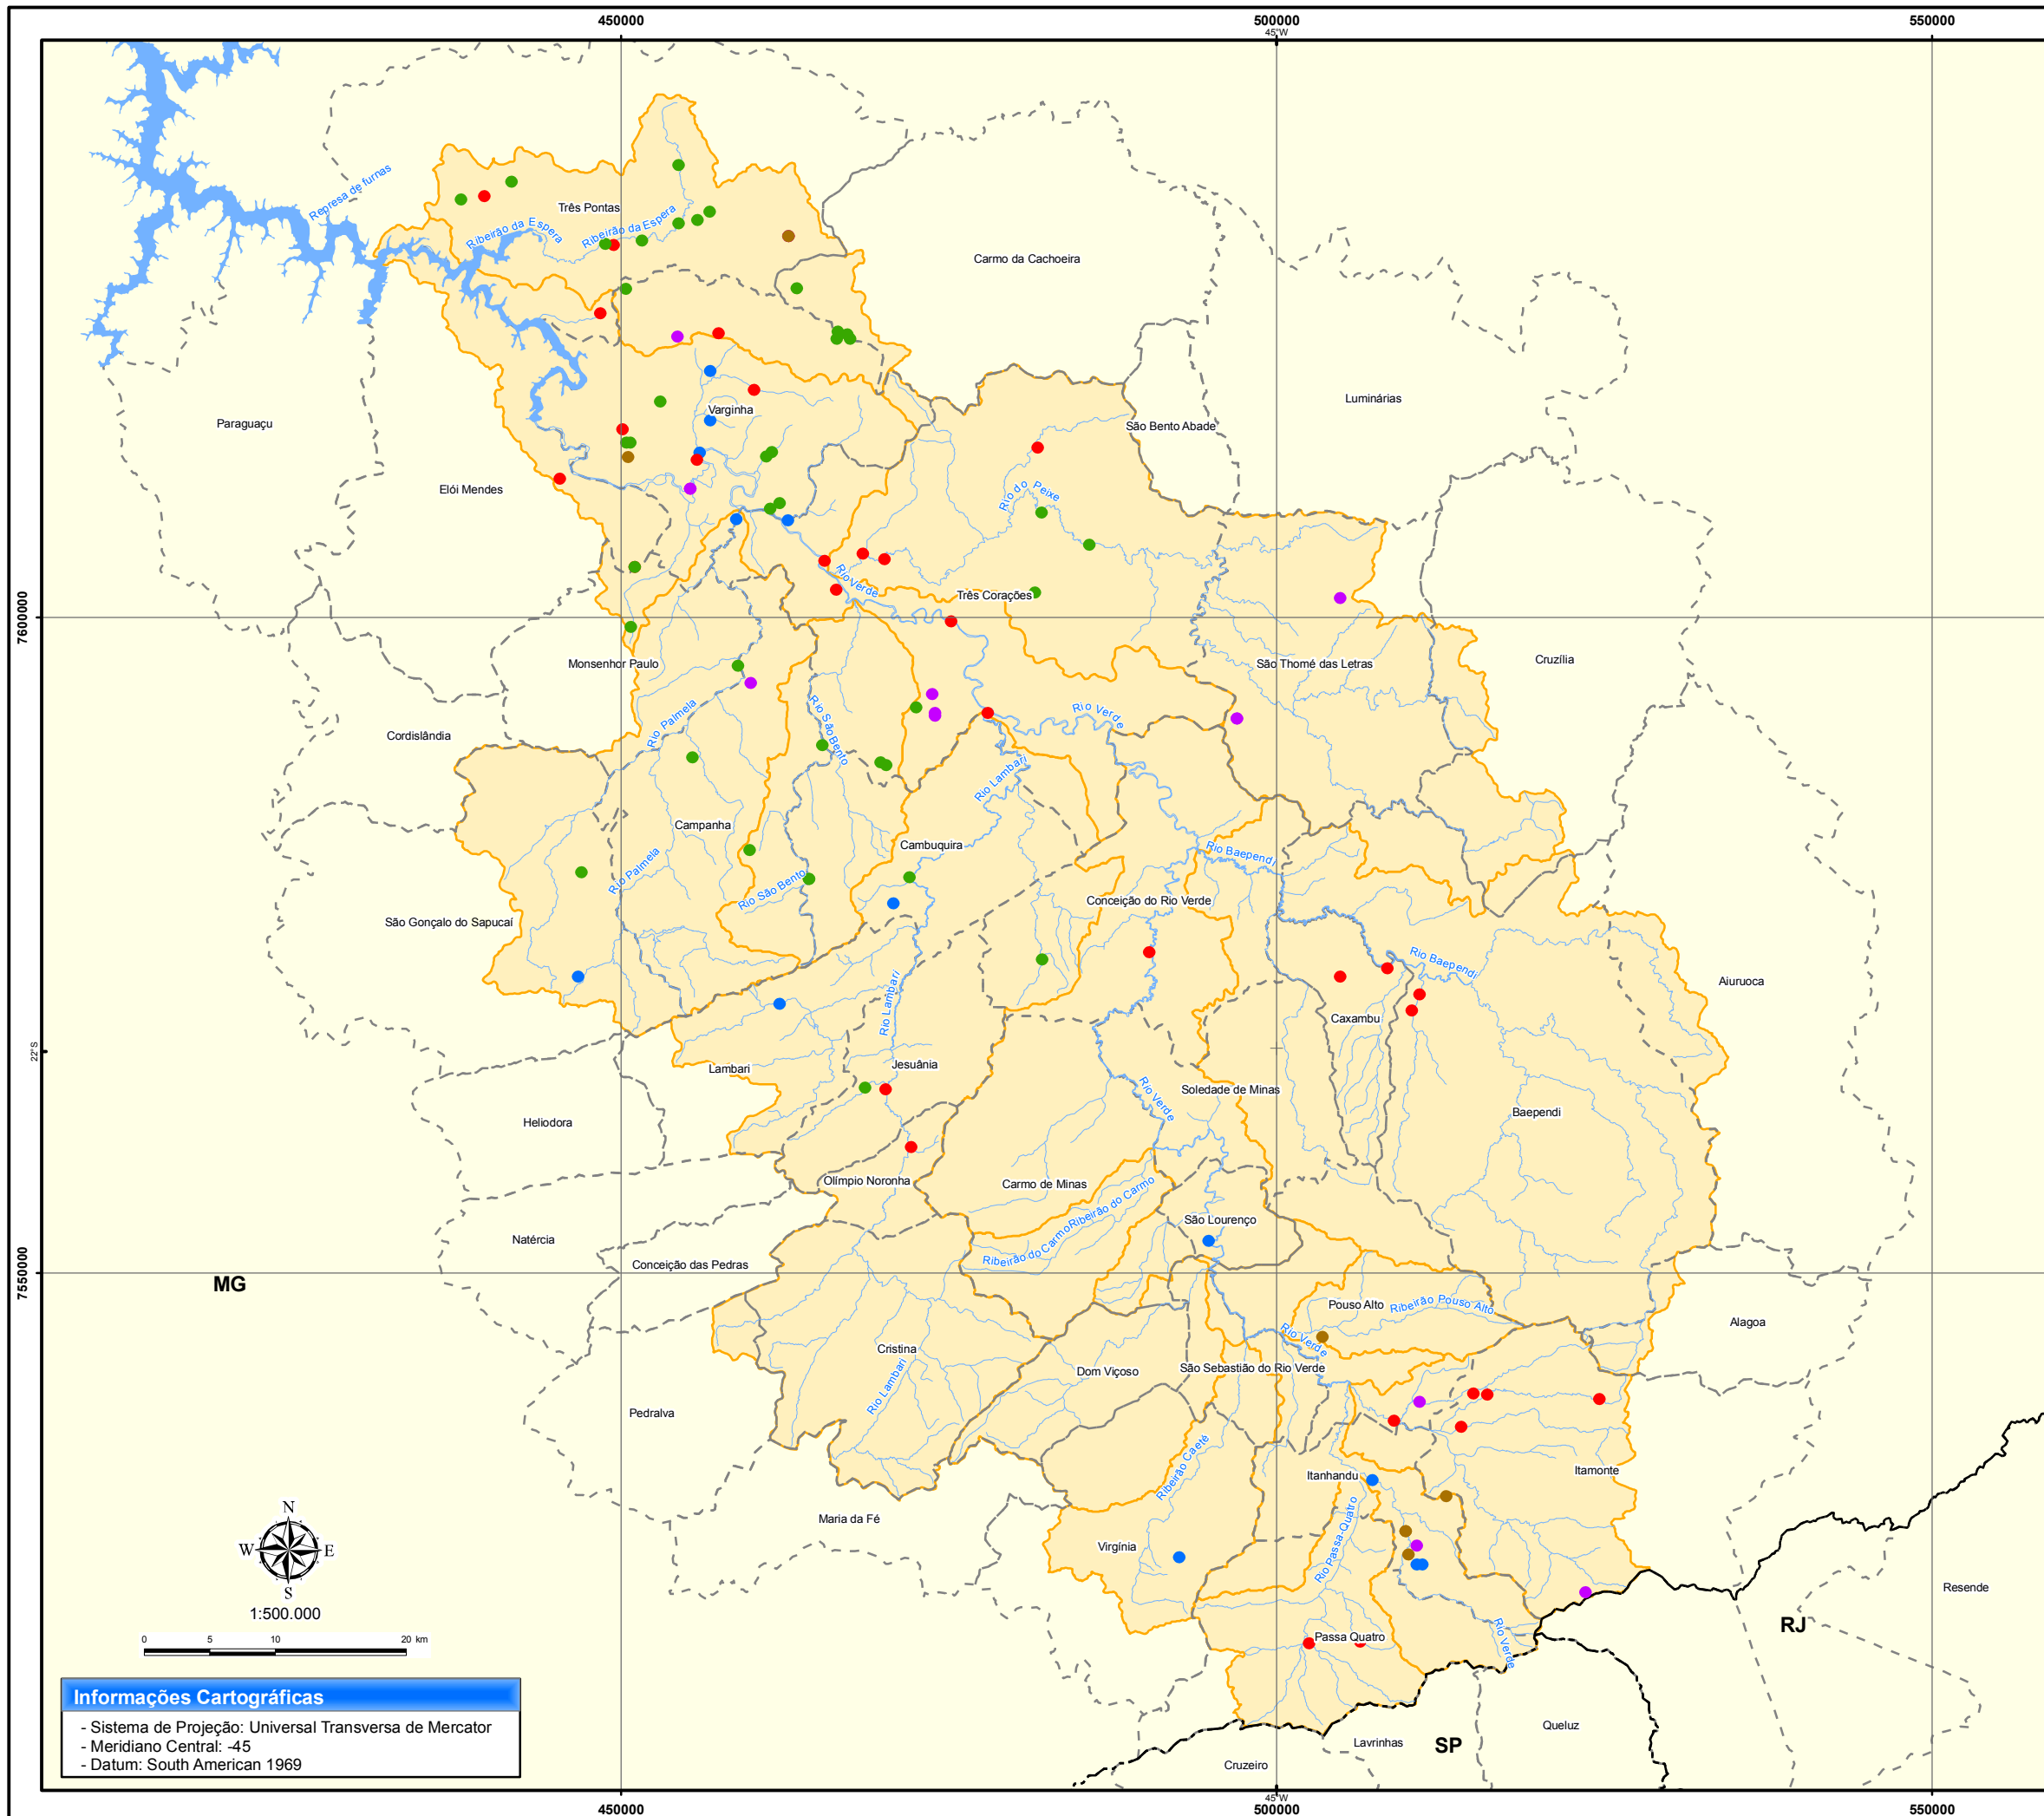 450000
500000
550000
45°W
Represa de furnas
Três Pontas
Ribeirão da Espera
Ribeirão da Espera
Carmo da Cachoeira
Luminárias
Paraguaçu
Varginha
São Bento Abade
Elói Mendes
Rio do Peixe
Rio Verde
Três Corações
7600000
Monsenhor Paulo
São Thomé das Letras
Cruzília
Rio Palmela
Rio São Bento
Rio Verde
Cordislândia
Rio Lambari
Campanha
Cambuquira
Rio Baependi
Rio Palmela
Rio São Bento
Conceição do Rio Verde
São Gonçalo do Sapucaí
Rio Baependi
Aiuruoca
Rio Lambari
Caxambu
22°S
Lambari
Jesuânia
Soledade de Minas
Rio Verde
Baependi
Heliodora
Olímpio Noronha
Carmo de Minas
Ribeirão do Carmo
Ribeirão do Carmo
São Lourenço
Natércia
Conceição das Pedras
7550000
MG
Pouso Alto
Ribeirão Pouso Alto
Alagoa
Rio Verde
Cristina
Dom Viçoso
São Sebastião do Rio Verde
Rio Lambari
Pedralva
Ribeirão Caeté
Itanhandu
Itamonte
Maria da Fé
Rio Passa-Quatro
Virgínia
N
W E
S
Resende
1:500.000
RJ
Passa Quatro
Rio Verde
0 5 10 20 km
Informações Cartográficas
- Sistema de Projeção: Universal Transversa de Mercator
- Meridiano Central: -45
- Datum: South American 1969
Queluz
SP
Lavrinhas
Cruzeiro
45°W
450000
500000
550000